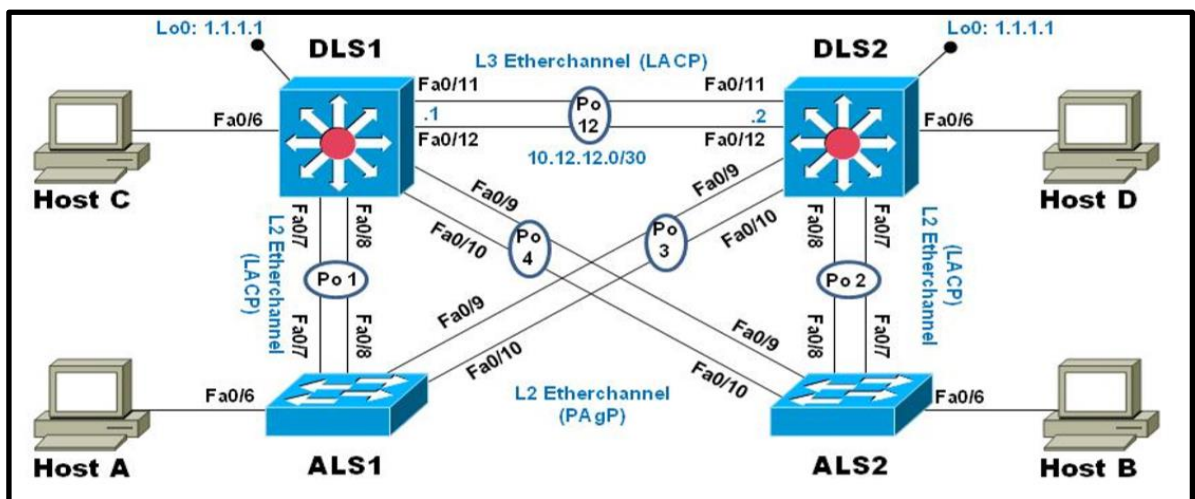 Lo0: 1.1.1.1
Lo0: 1.1.1.1
DLS1
DLS2
L3 Etherchannel (LACP)
Fa0/11
Fa0/11
Fa0/6
.1
Po
12
.2
Fa0/6
Fa0/12
Fa0/12
10.12.12.0/30
Host C
Host D
Fa0/9
Fa0/9
Fa0/7
Fa0/8
Fa0/10
Fa0/10
Fa0/8
Fa0/7
L2 Etherchannel
(LACP)
Po
4
Po
3
L2 Etherchannel
(LACP)
Po 1
Po 2
Fa0/7
Fa0/8
Fa0/9
Fa0/10
Fa0/9
Fa0/10
Fa0/8
Fa0/7
Fa0/6
L2 Etherchannel
(PAgP)
Fa0/6
Host A
ALS1
ALS2
Host B